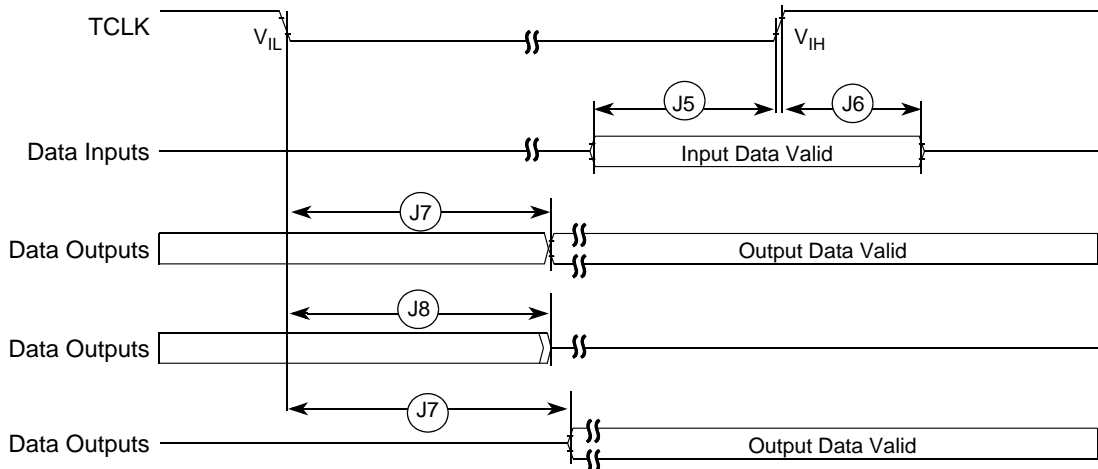 TCLK
V_IL
V_IH
J5
J6
Data Inputs
Input Data Valid
J7
Data Outputs
Output Data Valid
J8
Data Outputs
J7
Data Outputs
Output Data Valid